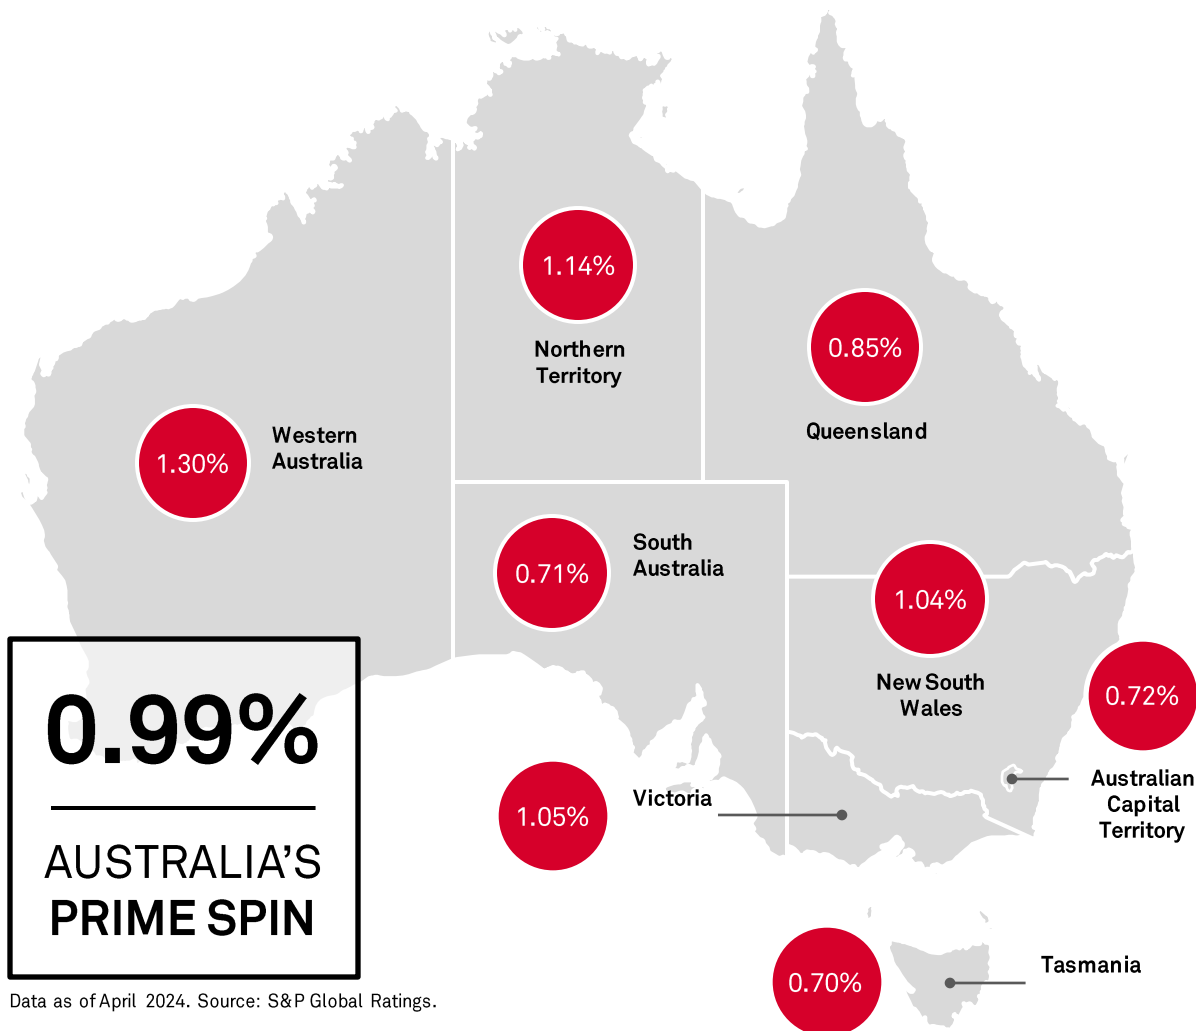 1.14%
Northern
Territory
0.85%
Queensland
1.30%
Western
Australia
0.71%
South
Australia
1.04%
New South
Wales
0.72%
Australian
Capital
Territory
1.05%
Victoria
0.70%
Tasmania
0.99%
AUSTRALIA'S
PRIME SPIN
Data as of April 2024. Source: S&P Global Ratings.